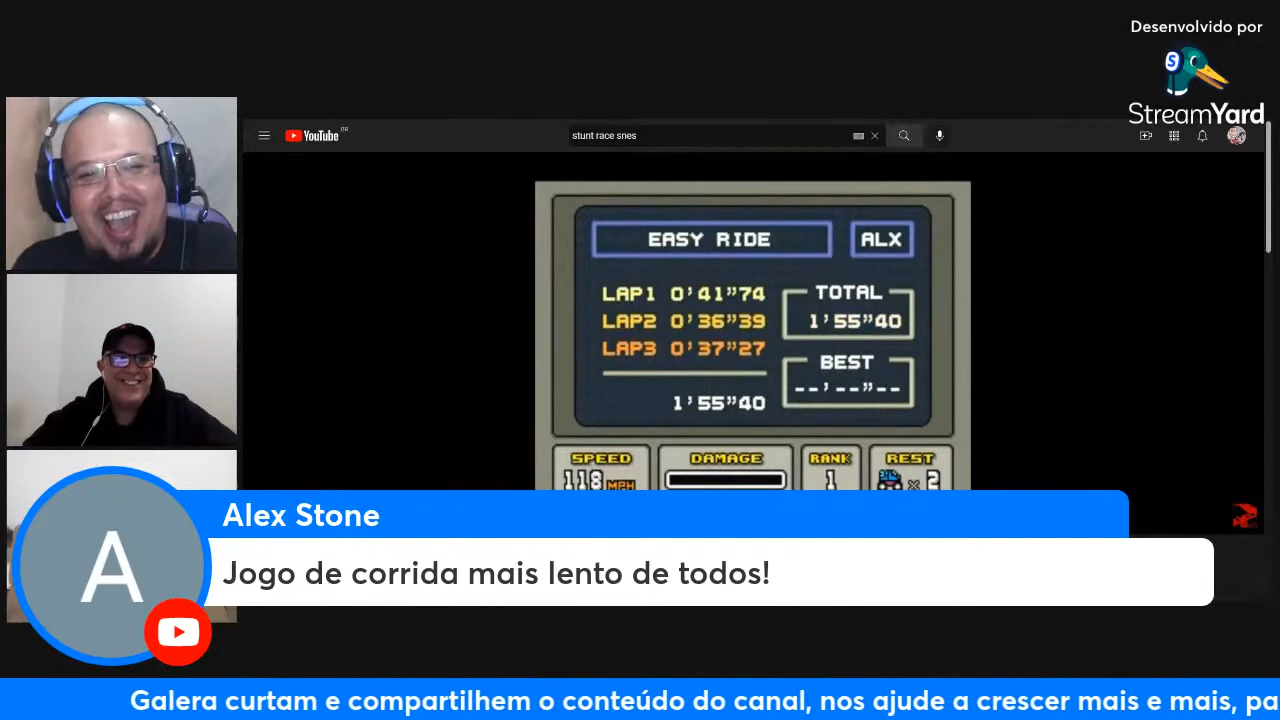 Desenvolvido por
StreamYard
YouTube BR
stunt race snes
EASY RIDE
ALX
LAP1 0'41"74
LAP2 0'36"39
LAP3 0'37"27
1'55"40
TOTAL
1'55"40
BEST
--'--"--
SPEED
118 MPH
DAMAGE
RANK
1
REST
× 2
A
Alex Stone
Jogo de corrida mais lento de todos!
Galera curtam e compartilhem o conteúdo do canal, nos ajude a crescer mais e mais, pa